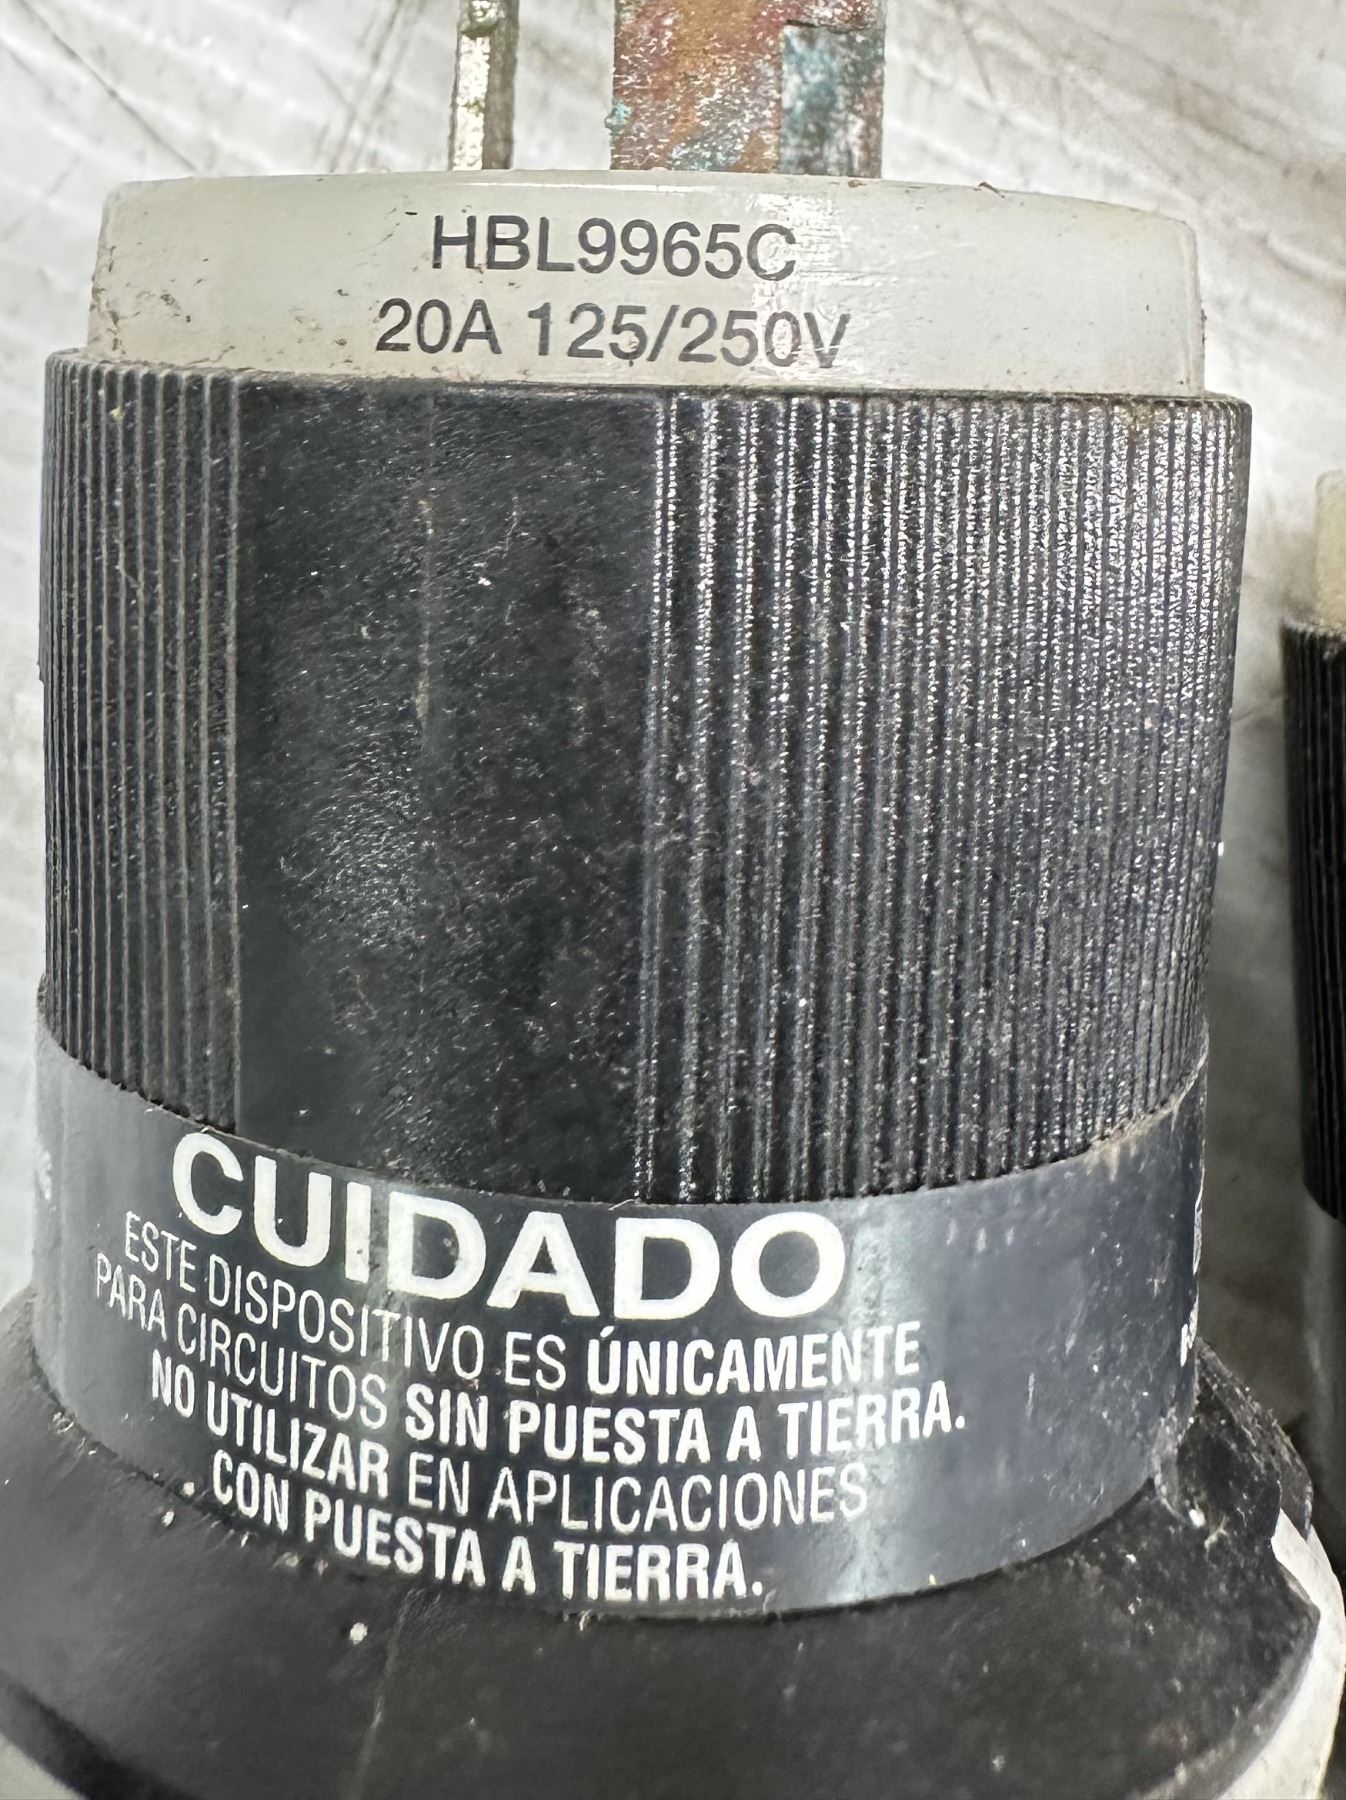 HBL9965C
20A 125/250V
CUIDADO
ESTE DISPOSITIVO ES ÚNICAMENTE
PARA CIRCUITOS SIN PUESTA A TIERRA.
NO UTILIZAR EN APLICACIONES
CON PUESTA A TIERRA.